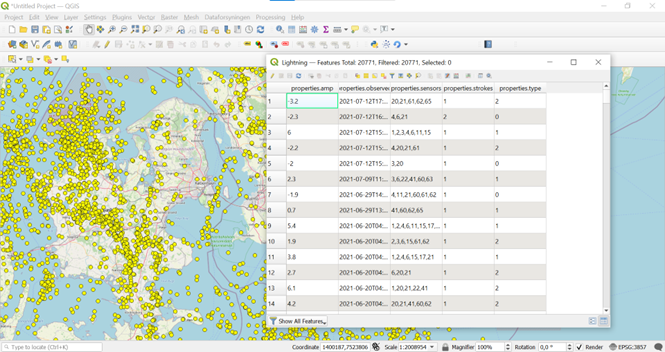 *Untitled Project — QGIS
Project Edit View Layer Settings Plugins Vector Raster Mesh Dataforsyningen Processing Help
Lightning — Features Total: 20771, Filtered: 20771, Selected: 0
properties.amp properties.observed properties.sensors properties.strokes properties.type
1 -3.2 2021-07-12T17:... 20,21,61,62,65 1 2
2 -2.3 2021-07-12T16:... 4,6,21 2 0
3 6 2021-07-12T15:... 1,2,3,4,6,11,15 1 1
4 -2.2 2021-07-12T15:... 4,20,21,61 1 2
5 -2 2021-07-12T15:... 3,20 1 0
6 2.3 2021-07-09T11:... 3,6,22,41,60,63 1 1
7 -1.9 2021-06-29T14:... 4,11,21,60,61,62 1 0
8 0.7 2021-06-29T13:... 41,60,62,65 1 1
9 5.4 2021-06-20T04:... 1,2,4,6,11,15,17,... 1 1
10 1.9 2021-06-20T04:... 2,3,6,15,61,62 1 2
11 3.8 2021-06-20T04:... 1,2,4,6,15,17,21 1 1
12 2.7 2021-06-20T04:... 6,20,21 1 2
13 6.1 2021-06-20T04:... 1,20,21,22,41 1 2
14 4.2 2021-06-20T04:... 20,21,41,60,62 1 2
Show All Features
Type to locate (Ctrl+K) Coordinate 1400187,7523806 Scale 1:2008954 Magnifier 100% Rotation 0,0 ° Render EPSG:3857